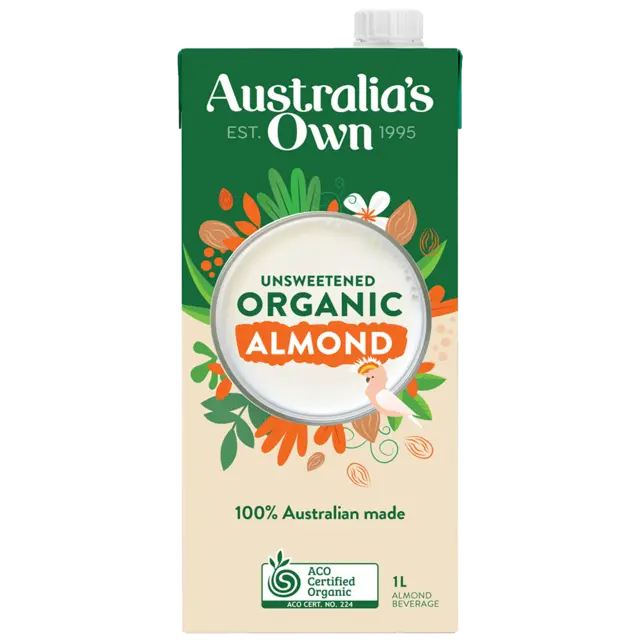 Australia's
EST. Own 1995
UNSWEETENED
ORGANIC
ALMOND
100% Australian made
ACO
Certified
Organic
ACO CERT. NO. 224
1L
ALMOND
BEVERAGE